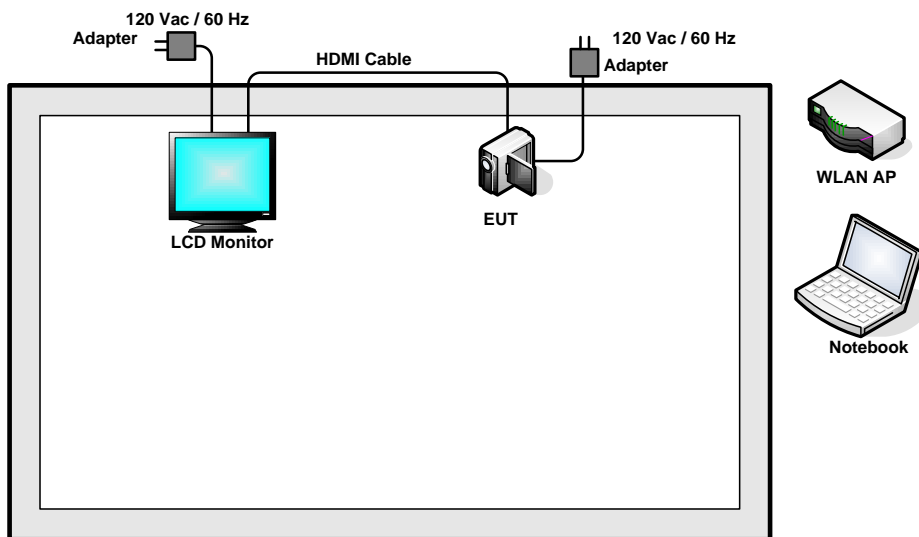 120 Vac / 60 Hz
Adapter
HDMI Cable
120 Vac / 60 Hz
Adapter
LCD Monitor
EUT
WLAN AP
Notebook